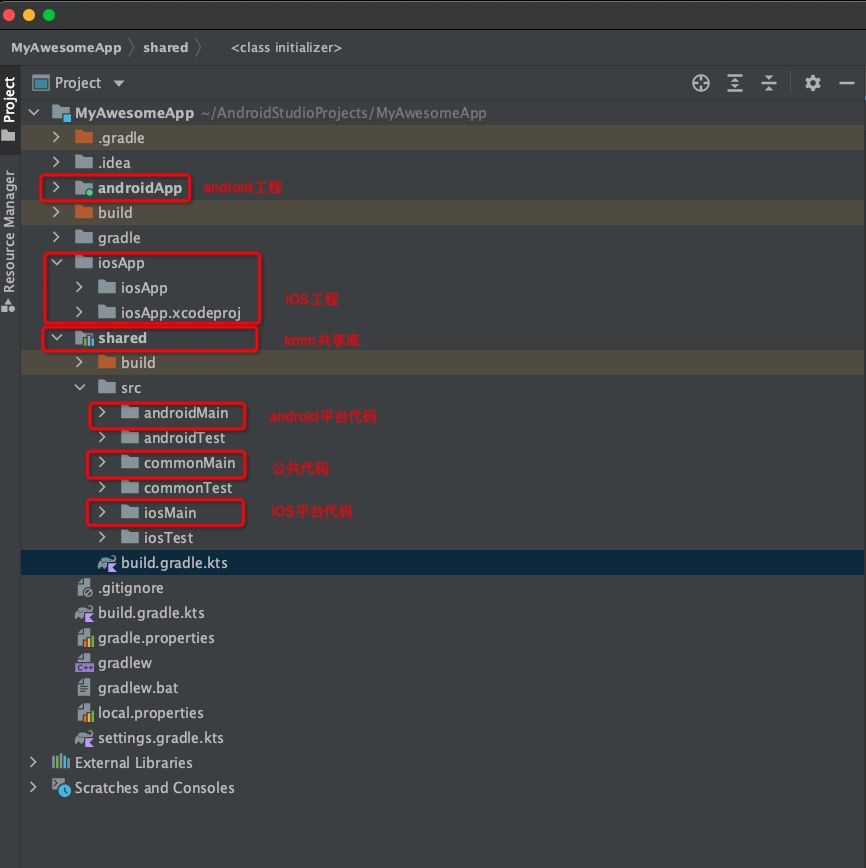 MyAwesomeApp shared <class initializer>
Project
Project
Resource Manager
MyAwesomeApp ~/AndroidStudioProjects/MyAwesomeApp
.gradle
.idea
androidApp android工程
build
gradle
iosApp
iosApp
iOS工程
iosApp.xcodeproj
shared kmm共享库
build
src
androidMain android平台代码
androidTest
commonMain 公共代码
commonTest
iosMain iOS平台代码
iosTest
build.gradle.kts
.gitignore
build.gradle.kts
gradle.properties
C++
gradlew
gradlew.bat
local.properties
settings.gradle.kts
External Libraries
Scratches and Consoles